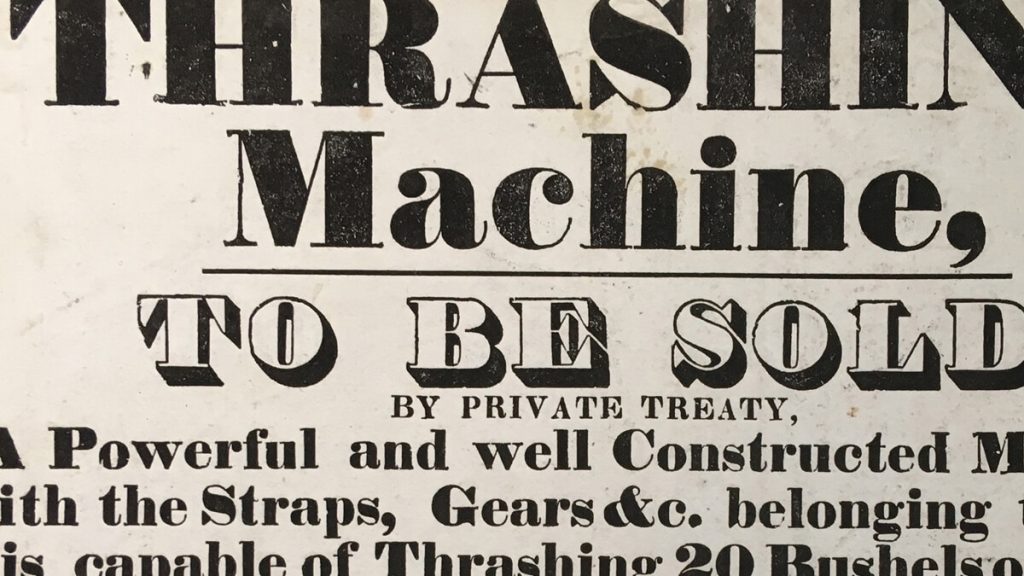 THRASHIN
Machine,
TO BE SOLD
BY PRIVATE TREATY,
A Powerful and well Constructed M
ith the Straps, Gears &c. belonging t
is capable of Thrashing 20 Bushels o